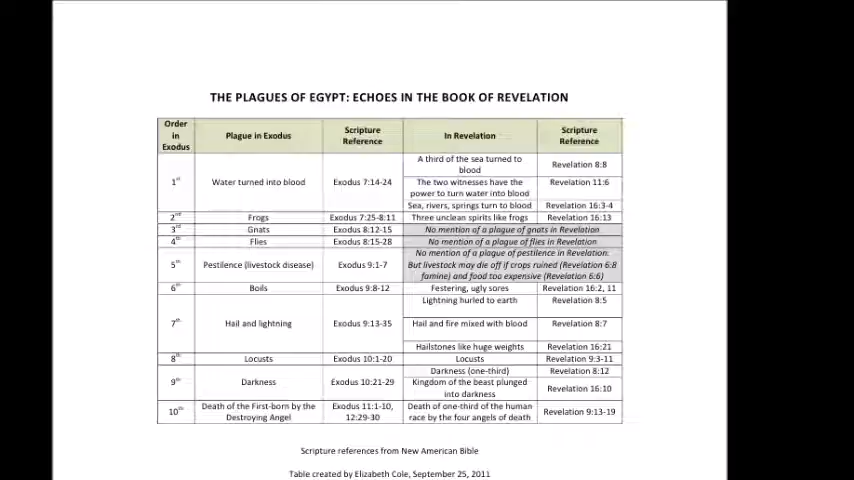 THE PLAGUES OF EGYPT: ECHOES IN THE BOOK OF REVELATION
Order in Exodus Plague in Exodus Scripture Reference In Revelation Scripture Reference
1st Water turned into blood Exodus 7:14-24 A third of the sea turned to blood Revelation 8:8
The two witnesses have the power to turn water into blood Revelation 11:6
Sea, rivers, springs turn to blood Revelation 16:3-4
2nd Frogs Exodus 7:25-8:11 Three unclean spirits like frogs Revelation 16:13
3rd Gnats Exodus 8:12-15 No mention of a plague of gnats in Revelation
4th Flies Exodus 8:15-28 No mention of a plague of flies in Revelation
5th Pestilence (livestock disease) Exodus 9:1-7 No mention of a plague of pestilence in Revelation:
But livestock may die off if crops ruined (Revelation 6:8
famine) and food too expensive (Revelation 6:6)
6th Boils Exodus 9:8-12 Festering, ugly sores Revelation 16:2, 11
7th Hail and lightning Exodus 9:13-35 Lightning hurled to earth Revelation 8:5
Hail and fire mixed with blood Revelation 8:7
Hailstones like huge weights Revelation 16:21
8th Locusts Exodus 10:1-20 Locusts Revelation 9:3-11
9th Darkness Exodus 10:21-29 Darkness (one-third) Revelation 8:12
Kingdom of the beast plunged into darkness Revelation 16:10
10th Death of the First-born by the Destroying Angel Exodus 11:1-10, 12:29-30 Death of one-third of the human race by the four angels of death Revelation 9:13-19
Scripture references from New American Bible
Table created by Elizabeth Cole, September 25, 2011